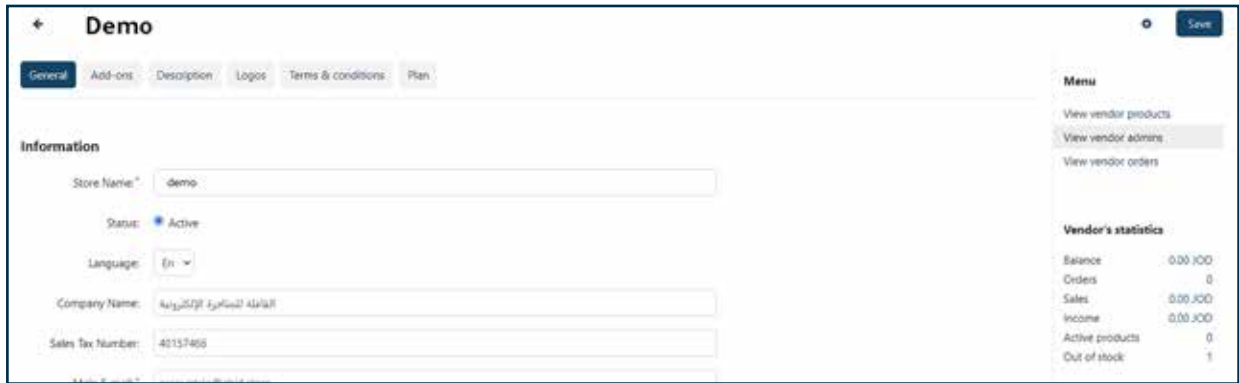 Demo
Save
General Add-ons Description Logos Terms & conditions Plan
Information
Store Name:* demo
Status: Active
Language: En
Company Name: القافلة للمتاجرة الإلكترونية
Sales Tax Number: 40157466
Menu
View vendor products
View vendor admins
View vendor orders
Vendor's statistics
Balance 0.00 JOD
Orders 0
Sales 0.00 JOD
Income 0.00 JOD
Active products 0
Out of stock 1